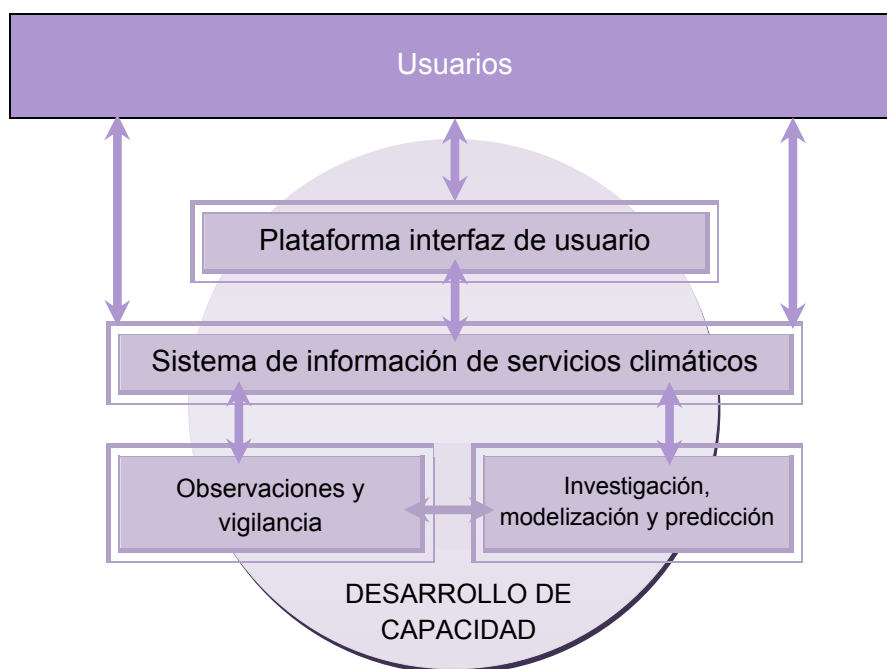 Usuarios
Plataforma interfaz de usuario
Sistema de información de servicios climáticos
Observaciones y
vigilancia
Investigación,
modelización y predicción
DESARROLLO DE
CAPACIDAD